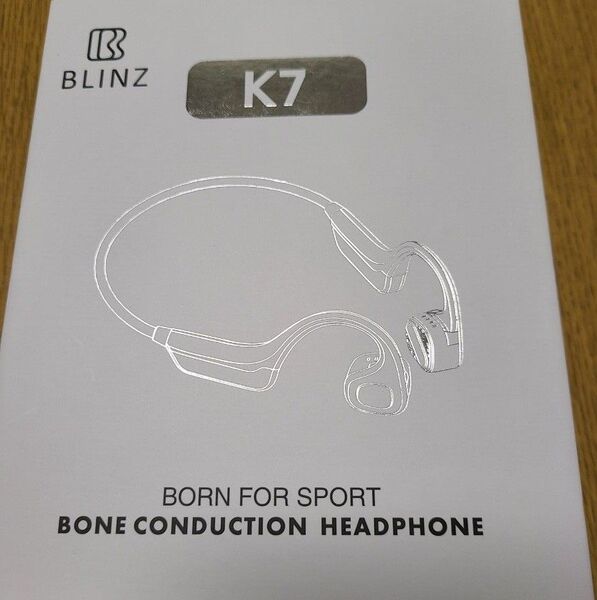 BLINZ
K7
BORN FOR SPORT
BONE CONDUCTION HEADPHONE